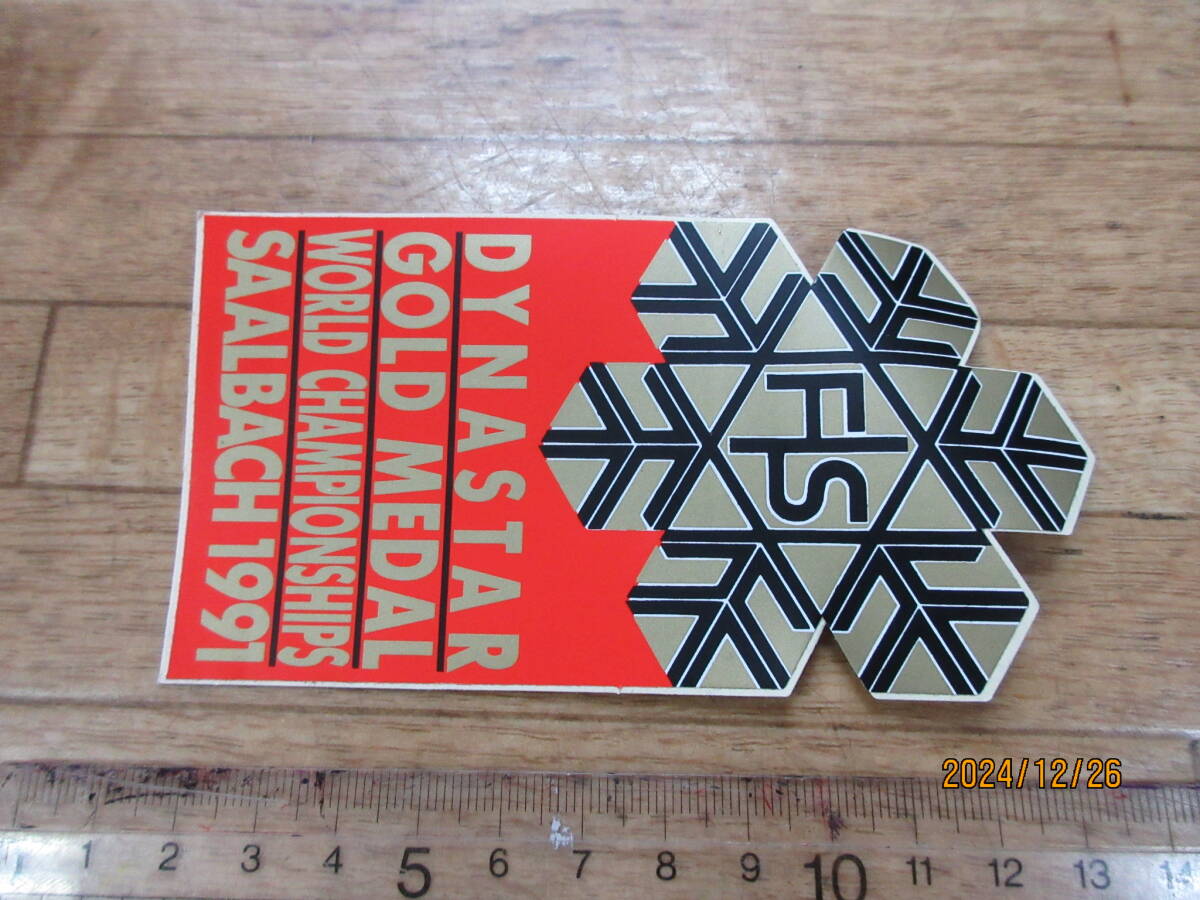 FIS
DYNASTAR
GOLD MEDAL
WORLD CHAMPIONSHIPS
SAALBACH 1991
2024/12/26
1 2 3 4 5 6 7 8 9 10 11 12 13 14